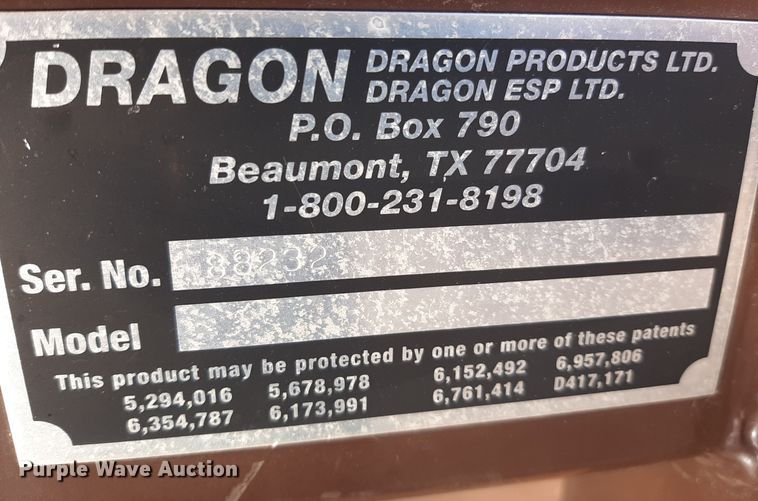 DRAGON DRAGON PRODUCTS LTD.
DRAGON ESP LTD.
P.O. Box 790
Beaumont, TX 77704
1-800-231-8198
Ser. No. 33232
Model
This product may be protected by one or more of these patents
5,294,016 5,678,978 6,152,492 6,957,806
6,354,787 6,173,991 6,761,414 D417,171
Purple Wave Auction